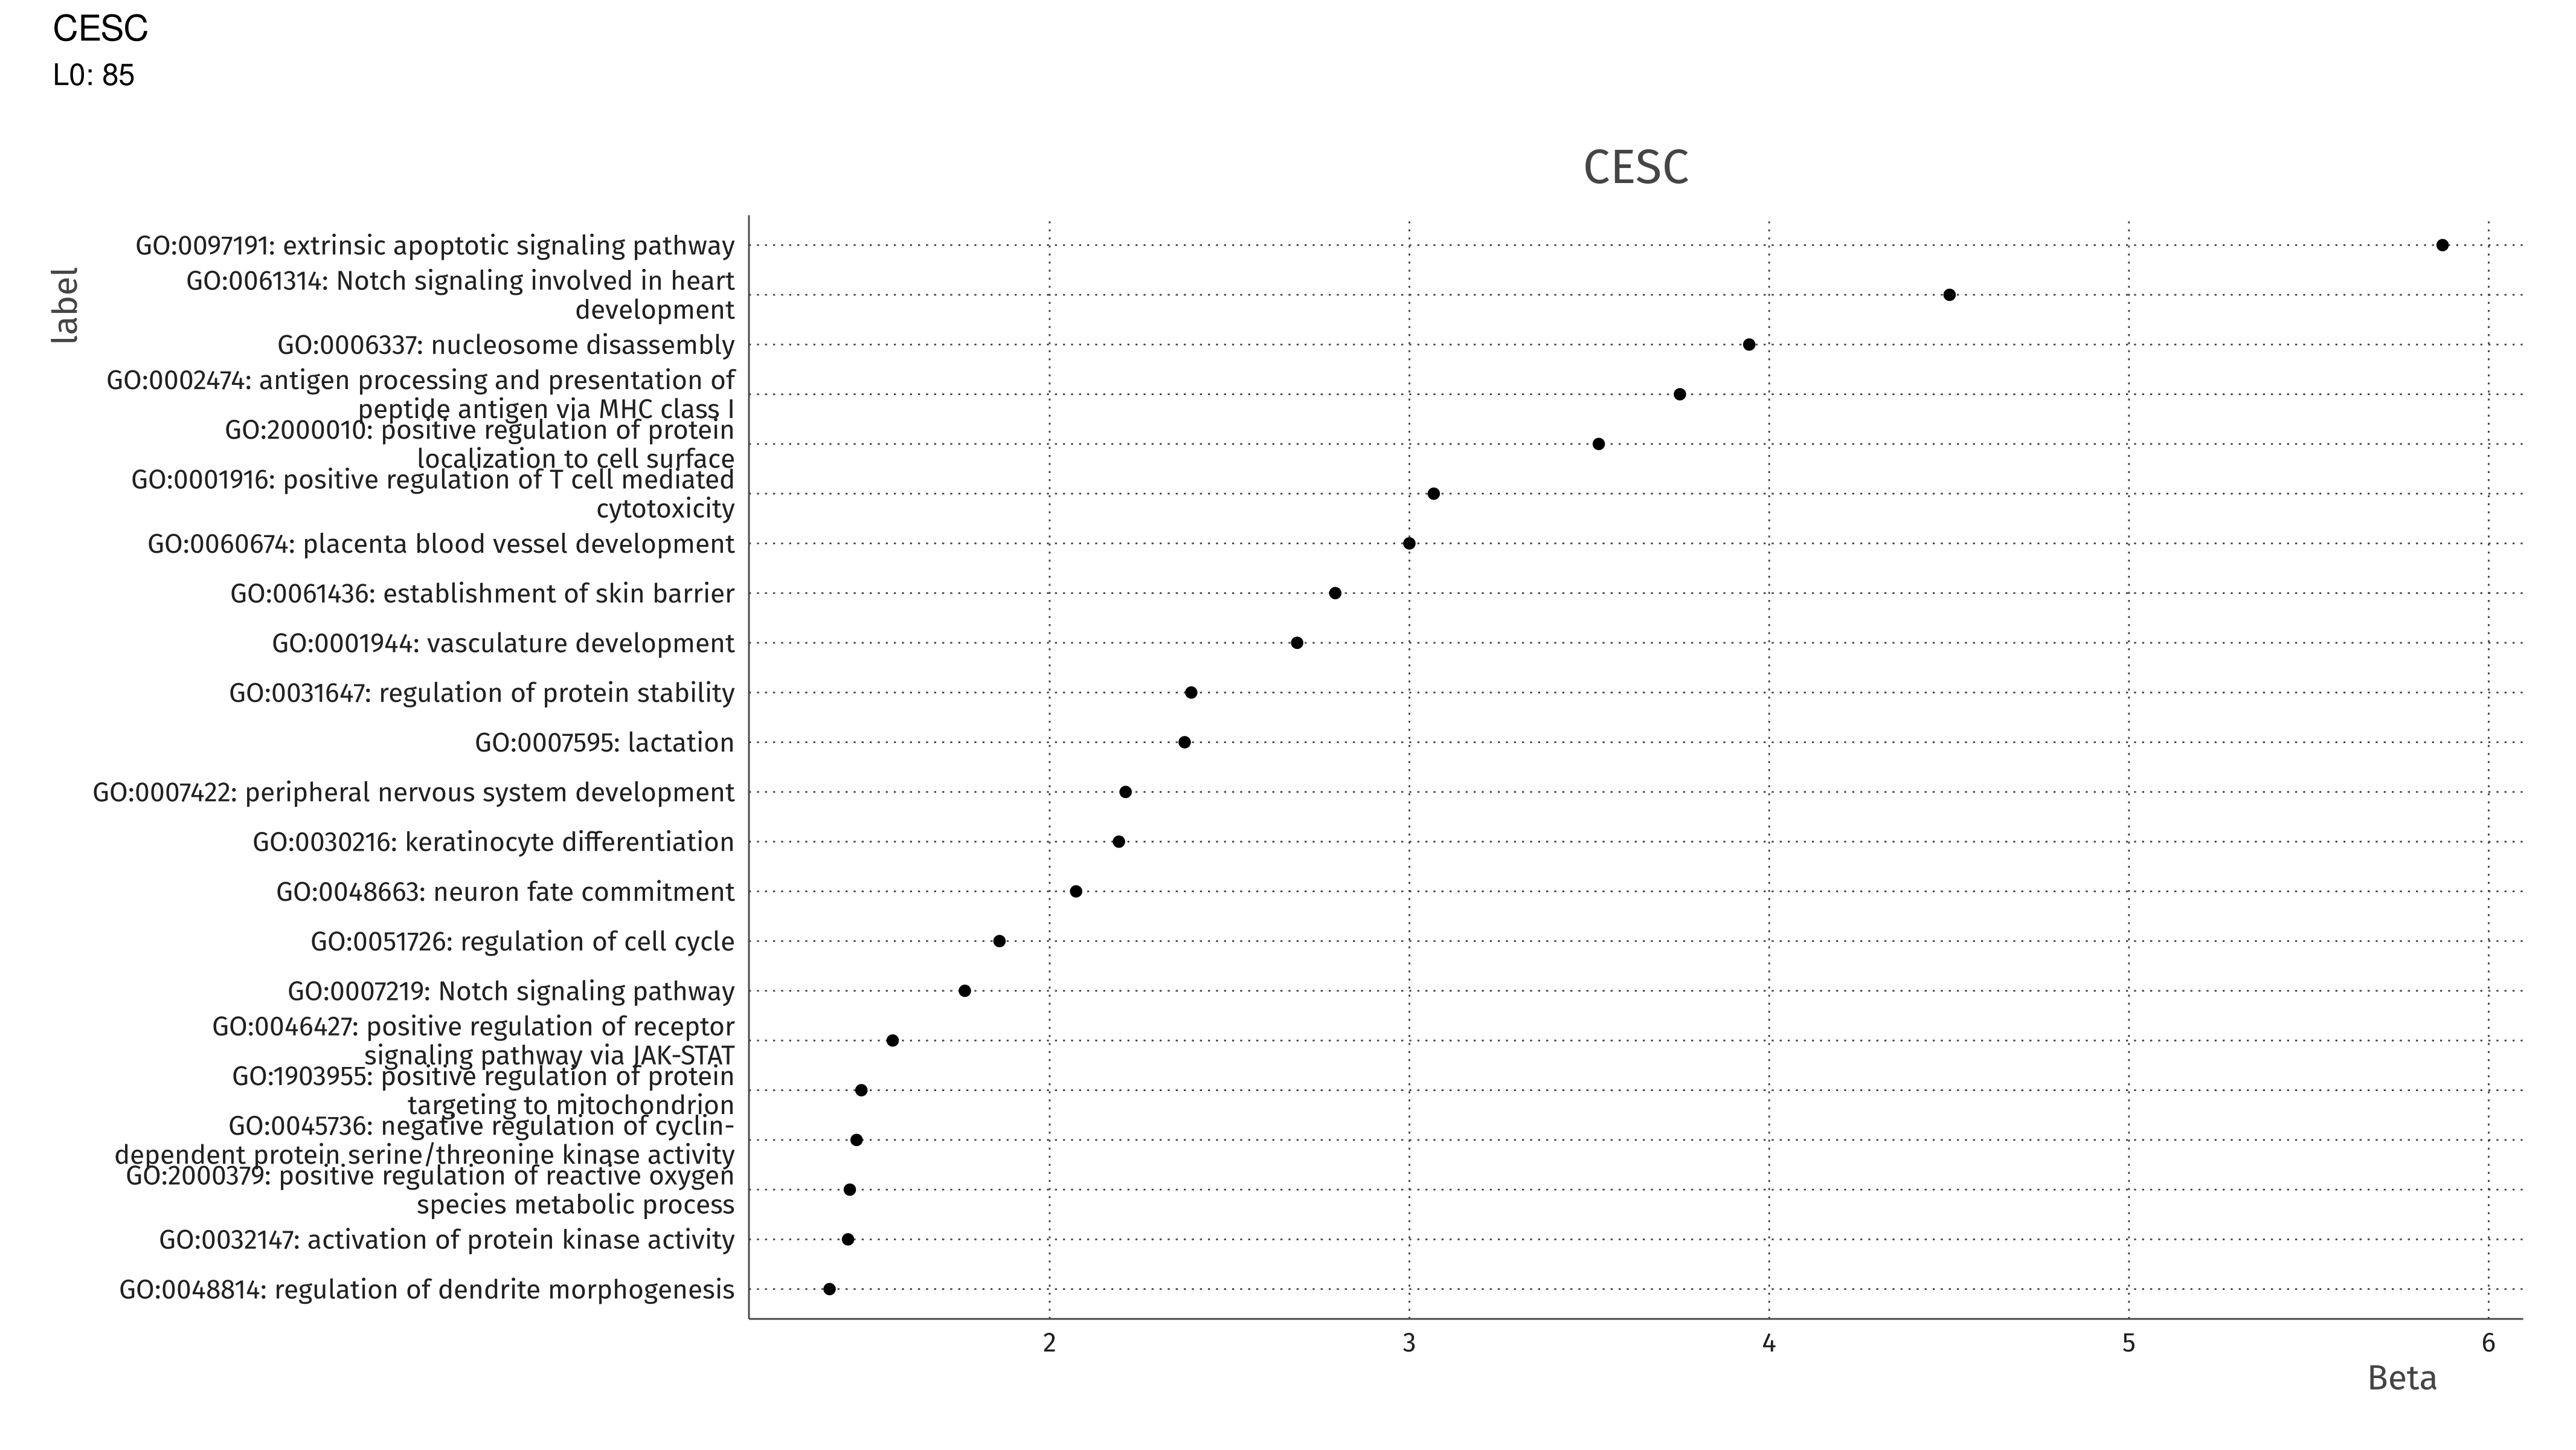 CESC
L0: 85
CESC
label
GO:0097191: extrinsic apoptotic signaling pathway
GO:0061314: Notch signaling involved in heart
development
GO:0006337: nucleosome disassembly
GO:0002474: antigen processing and presentation of
peptide antigen via MHC class I
GO:2000010: positive regulation of protein
localization to cell surface
GO:0001916: positive regulation of T cell mediated
cytotoxicity
GO:0060674: placenta blood vessel development
GO:0061436: establishment of skin barrier
GO:0001944: vasculature development
GO:0031647: regulation of protein stability
GO:0007595: lactation
GO:0007422: peripheral nervous system development
GO:0030216: keratinocyte differentiation
GO:0048663: neuron fate commitment
GO:0051726: regulation of cell cycle
GO:0007219: Notch signaling pathway
GO:0046427: positive regulation of receptor
signaling pathway via JAK-STAT
GO:1903955: positive regulation of protein
targeting to mitochondrion
GO:0045736: negative regulation of cyclin-
dependent protein serine/threonine kinase activity
GO:2000379: positive regulation of reactive oxygen
species metabolic process
GO:0032147: activation of protein kinase activity
GO:0048814: regulation of dendrite morphogenesis
2 3 4 5 6
Beta